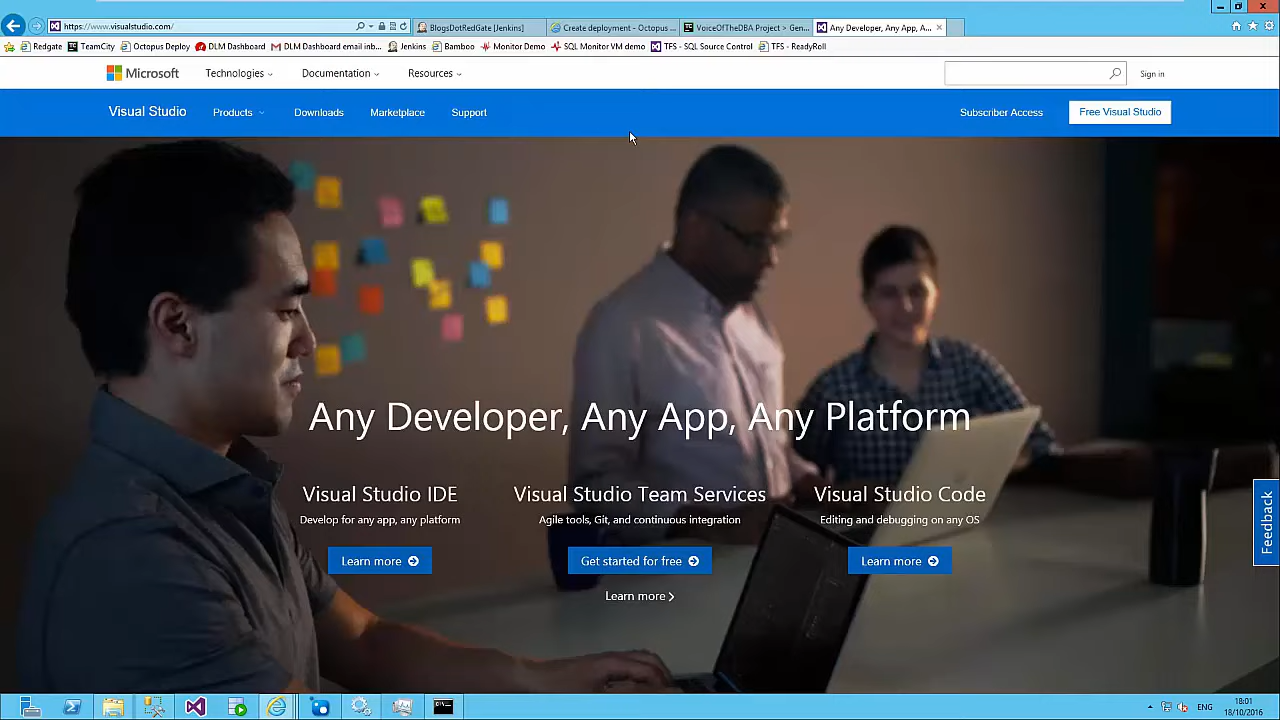 https://www.visualstudio.com/
BlogsDotRedGate [Jenkins]
Create deployment - Octopus ...
VoiceOfTheDBA Project > Gen...
Any Developer, Any App, A...
Redgate
TeamCity
Octopus Deploy
DLM Dashboard
DLM Dashboard email inb...
Jenkins
Bamboo
Monitor Demo
SQL Monitor VM demo
TFS - SQL Source Control
TFS - ReadyRoll
Microsoft
Technologies
Documentation
Resources
Sign in
Visual Studio
Products
Downloads
Marketplace
Support
Subscriber Access
Free Visual Studio
Any Developer, Any App, Any Platform
Visual Studio IDE
Develop for any app, any platform
Learn more
Visual Studio Team Services
Agile tools, Git, and continuous integration
Get started for free
Learn more
Visual Studio Code
Editing and debugging on any OS
Learn more
Feedback
ENG
18:01
18/10/2016